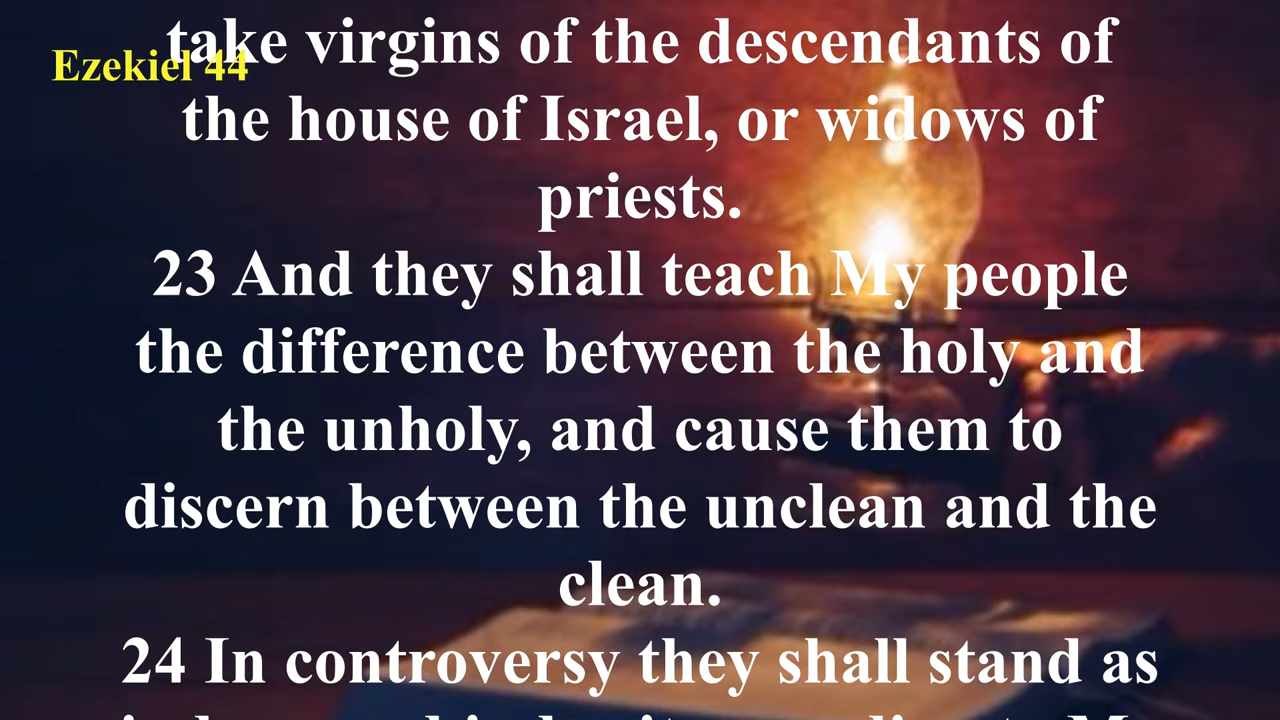 Ezekiel 44
take virgins of the descendants of
the house of Israel, or widows of
priests.
23 And they shall teach My people
the difference between the holy and
the unholy, and cause them to
discern between the unclean and the
clean.
24 In controversy they shall stand as